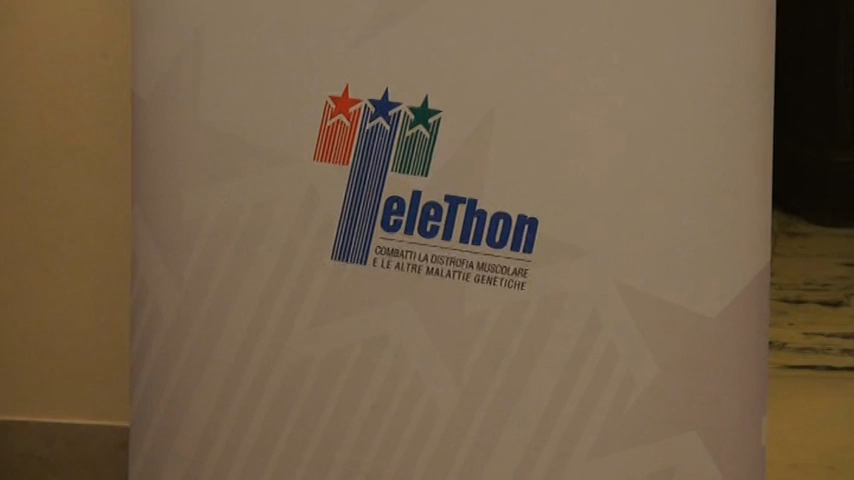 TeleThon
COMBATTI LA DISTROFIA MUSCOLARE
E LE ALTRE MALATTIE GENETICHE